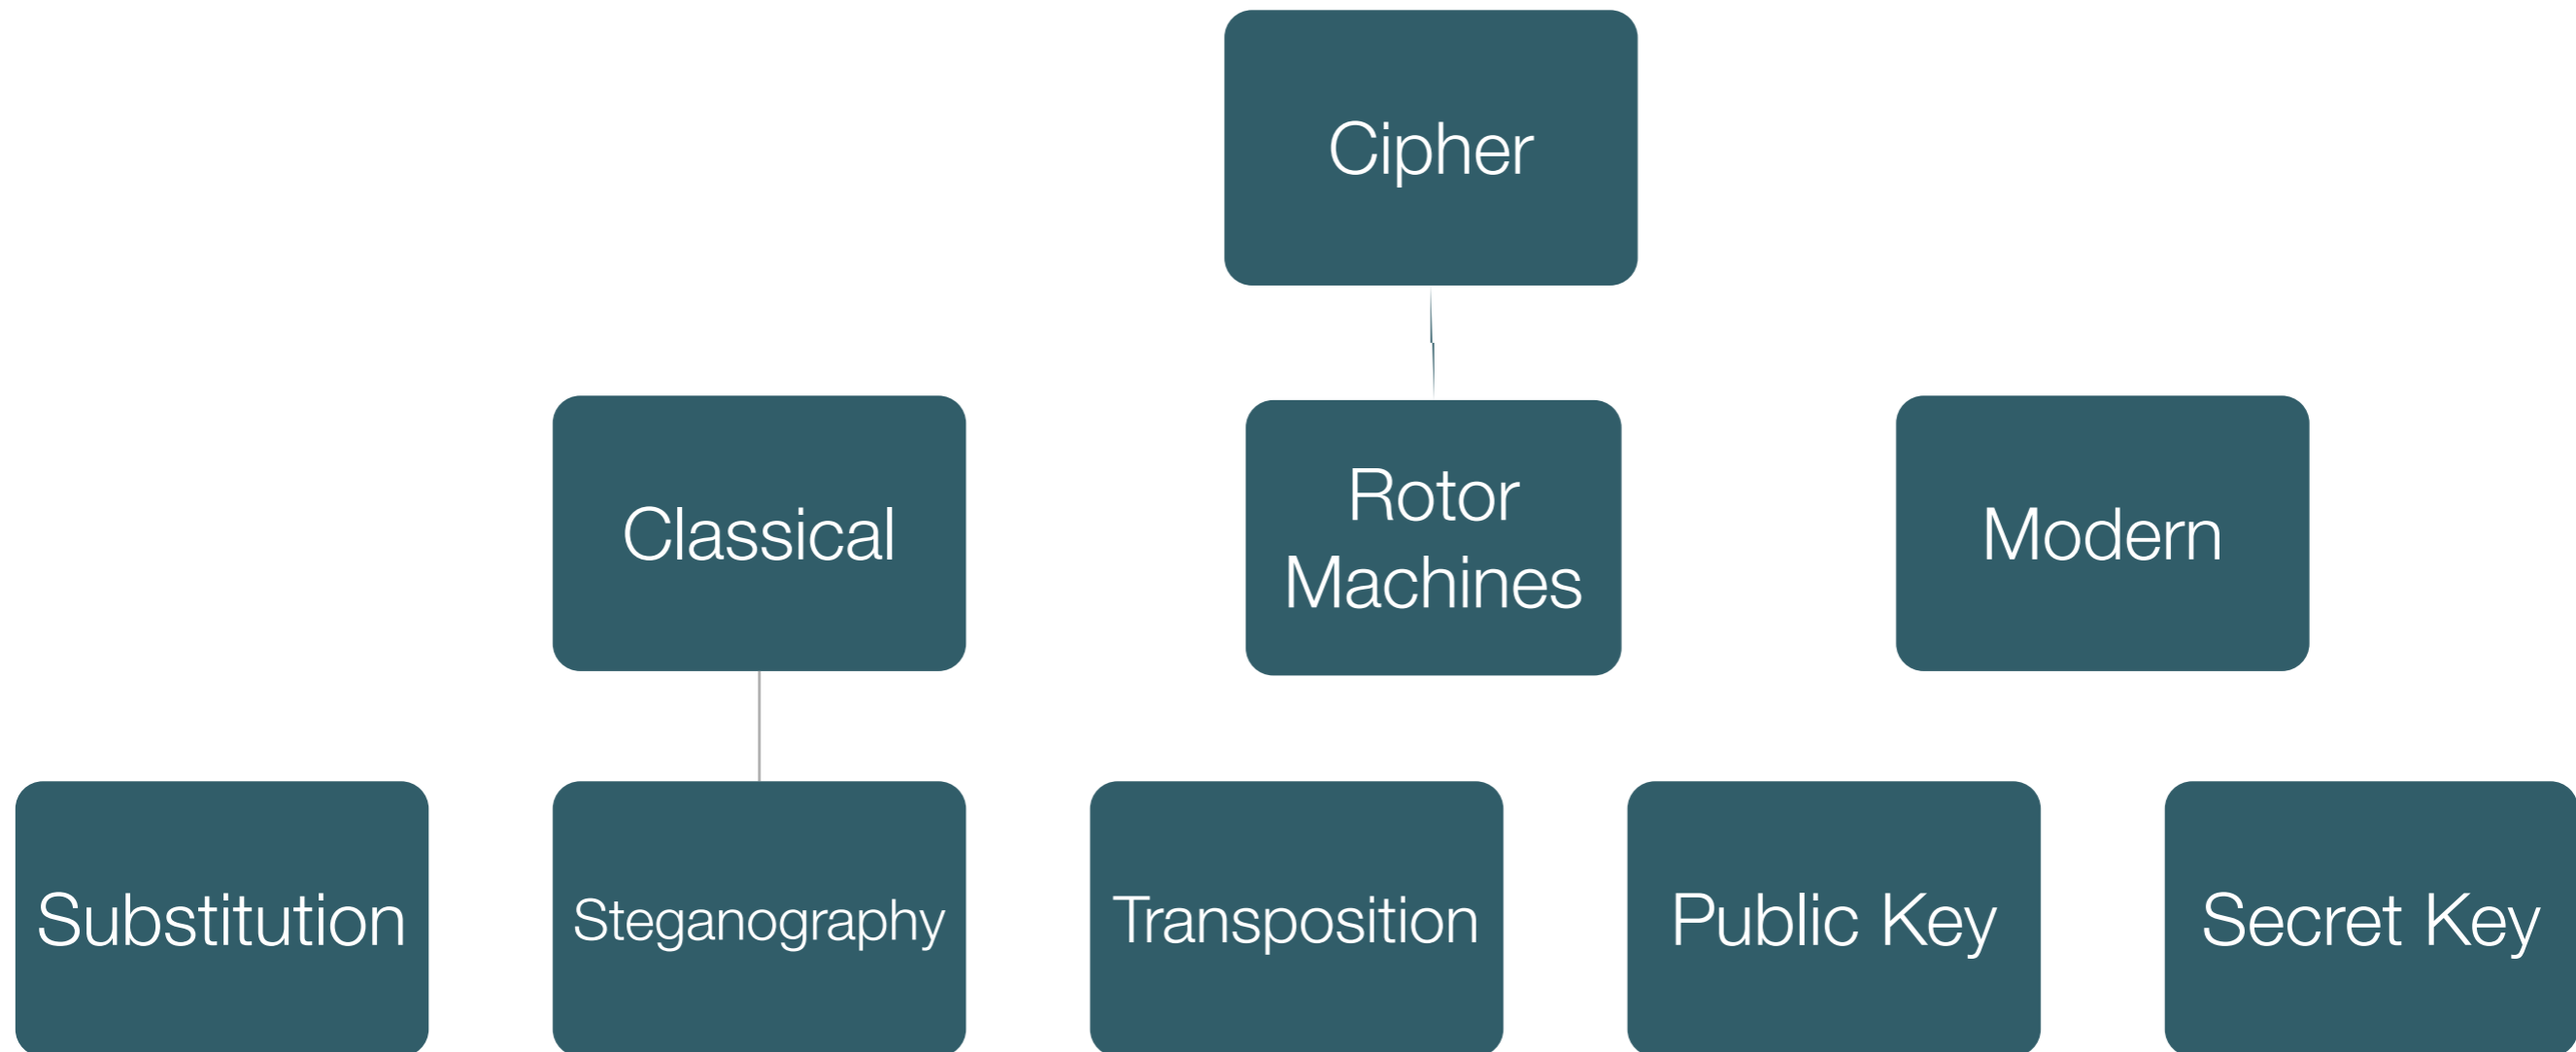 Cipher
Classical
Rotor
Machines
Modern
Substitution
Steganography
Transposition
Public Key
Secret Key